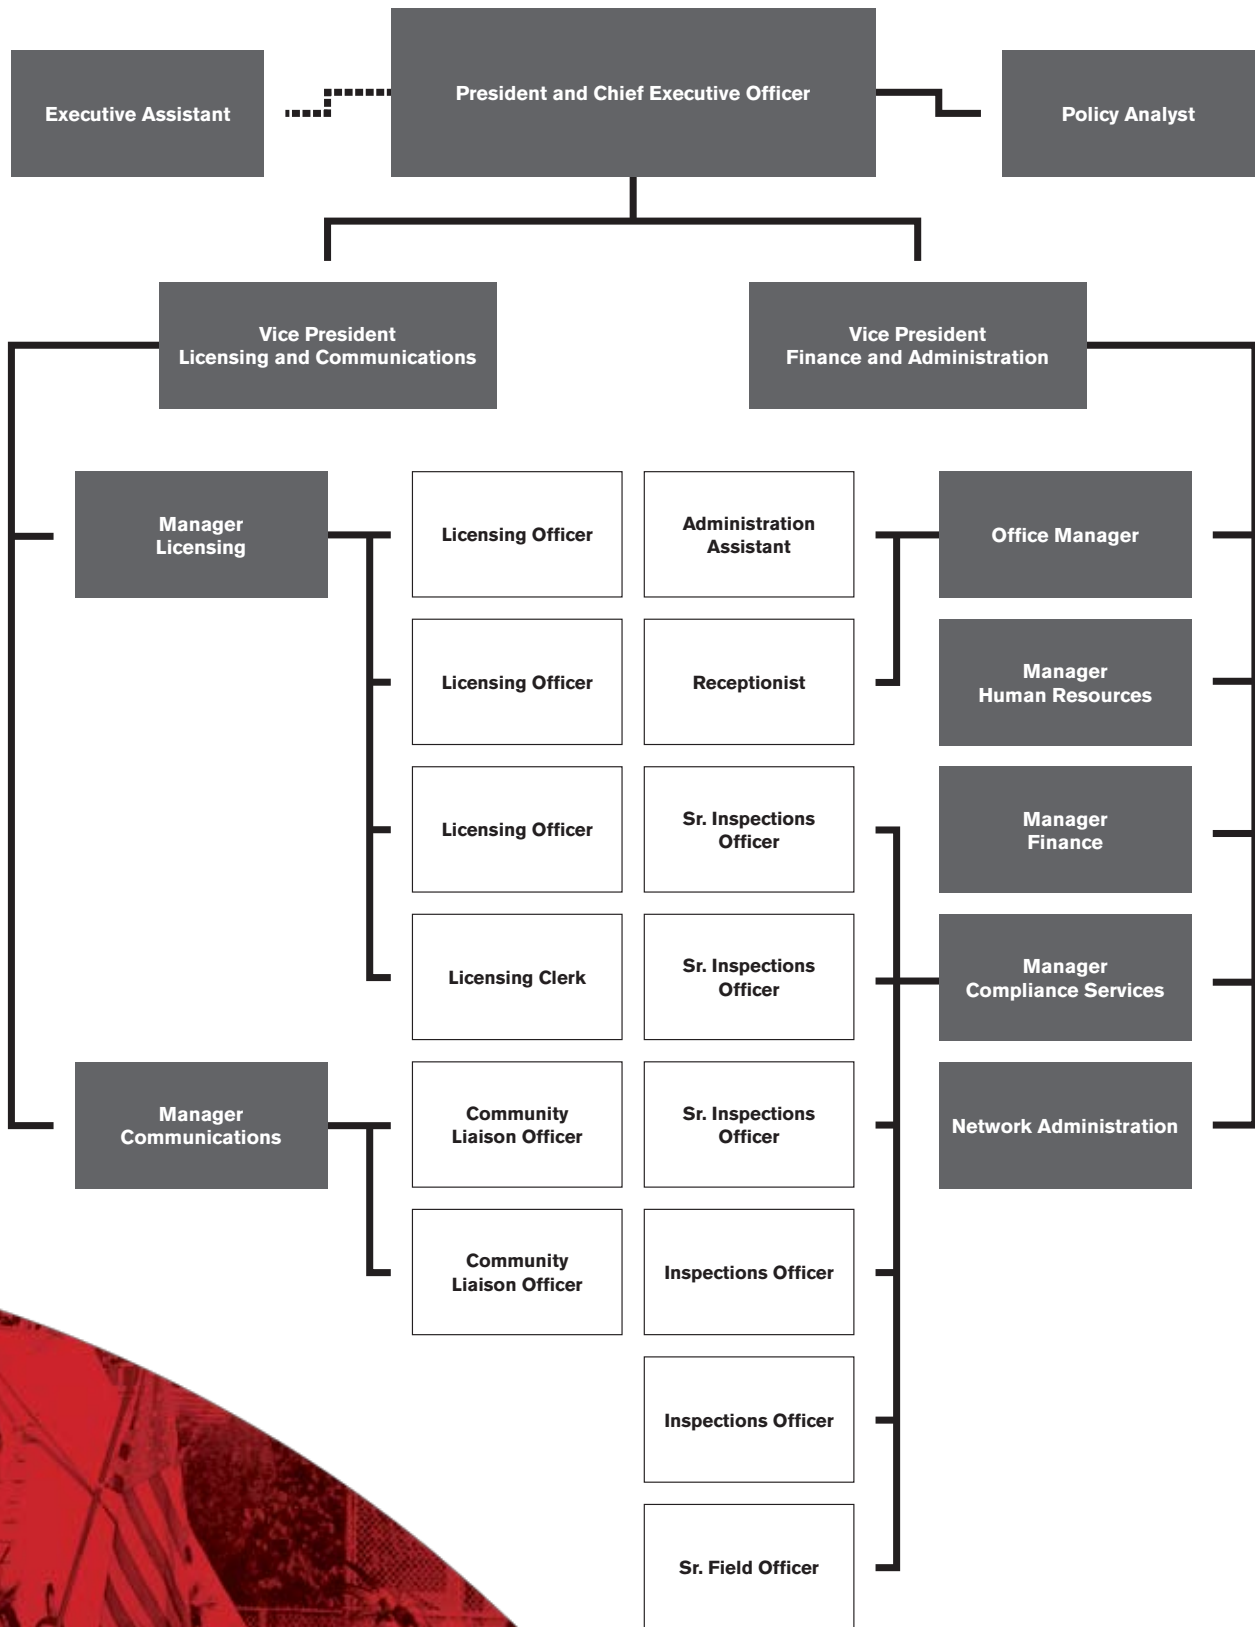 Executive Assistant
President and Chief Executive Officer
Policy Analyst
Vice President
Licensing and Communications
Vice President
Finance and Administration
Manager
Licensing
Licensing Officer
Administration
Assistant
Office Manager
Licensing Officer
Receptionist
Manager
Human Resources
Licensing Officer
Sr. Inspections
Officer
Manager
Finance
Licensing Clerk
Sr. Inspections
Officer
Manager
Compliance Services
Manager
Communications
Community
Liaison Officer
Sr. Inspections
Officer
Network Administration
Community
Liaison Officer
Inspections Officer
Inspections Officer
Sr. Field Officer